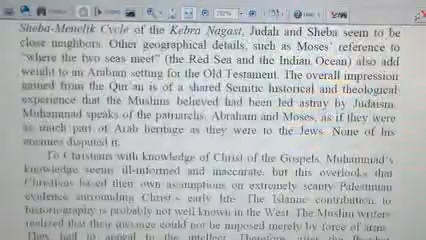 Sheba-Menelik Cycle of the Kebra Nagast, Judah and Sheba seem to be
close neighbors. Other geographical details, such as Moses' reference to
"where the two seas meet" (the Red Sea and the Indian Ocean) also add
weight to an Arabian setting for the Old Testament. The overall impression
gained from the Qur'an is of a shared Semitic historical and theological
experience that the Muslims believed had been led astray by Judaism.
Muhammad speaks of the patriarchs, Abraham and Moses, as if they were
as much part of Arab heritage as they were to the Jews. None of his
enemies disputed it.
To Christians with knowledge of Christ of the Gospels, Muhammad's
knowledge seems ill-informed and inaccurate, but this overlooks that
Christians based their own assumptions on extremely scanty Palestinian
evidence surrounding Christ's early life. The Islamic contribution to
historiography is probably not well known in the West. The Muslim writers
realized that their message could not be imposed merely by force of arms.
They had to appeal to the intellect. Therefore